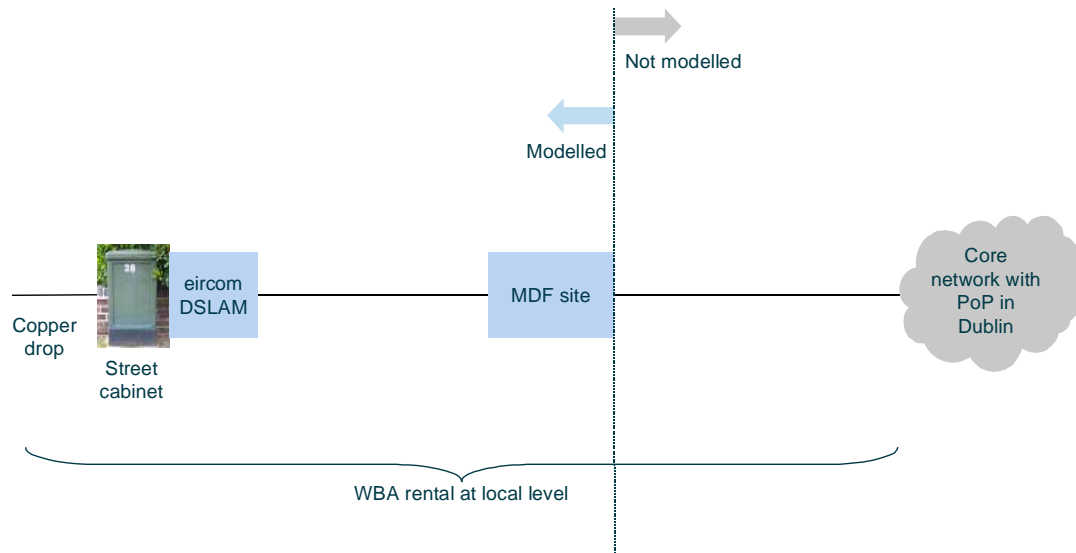 Not modelled
Modelled
38
eircom
DSLAM
MDF site
Core
network with
PoP in
Dublin
Copper
drop
Street
cabinet
WBA rental at local level